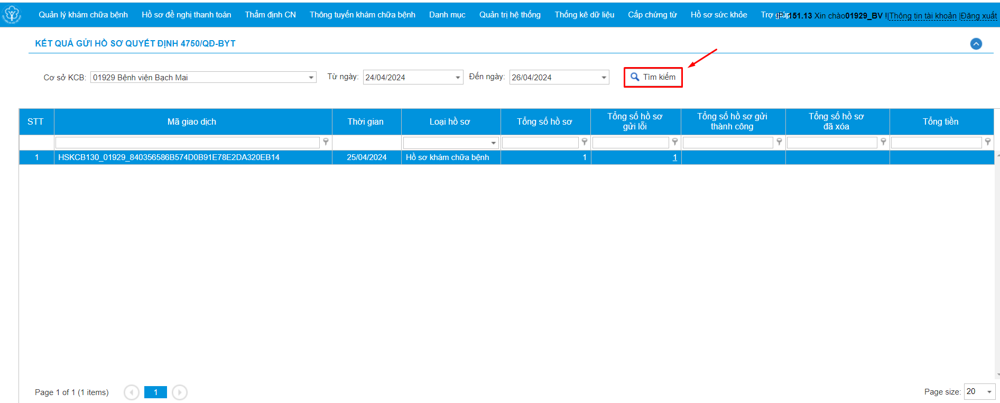 Quản lý khám chữa bệnh Hồ sơ đề nghị thanh toán Thẩm định CN Thông tuyến khám chữa bệnh Danh mục Quản trị hệ thống Thống kê dữ liệu Cấp chứng từ Hồ sơ sức khỏe Trợ giúp 151.13 Xin chào01929_BV !|Thông tin tài khoản |Đăng xuất
KẾT QUẢ GỬI HỒ SƠ QUYẾT ĐỊNH 4750/QĐ-BYT
Cơ sở KCB: 01929 Bệnh viện Bạch Mai Từ ngày: 24/04/2024 Đến ngày: 26/04/2024 Tìm kiếm
STT Mã giao dịch Thời gian Loại hồ sơ Tổng số hồ sơ Tổng số hồ sơ gửi lỗi Tổng số hồ sơ gửi thành công Tổng số hồ sơ đã xóa Tổng tiền
1 HSKCB130_01929_840356586B574D0B91E78E2DA320EB14 25/04/2024 Hồ sơ khám chữa bệnh 1 1
Page 1 of 1 (1 items) 1 Page size: 20